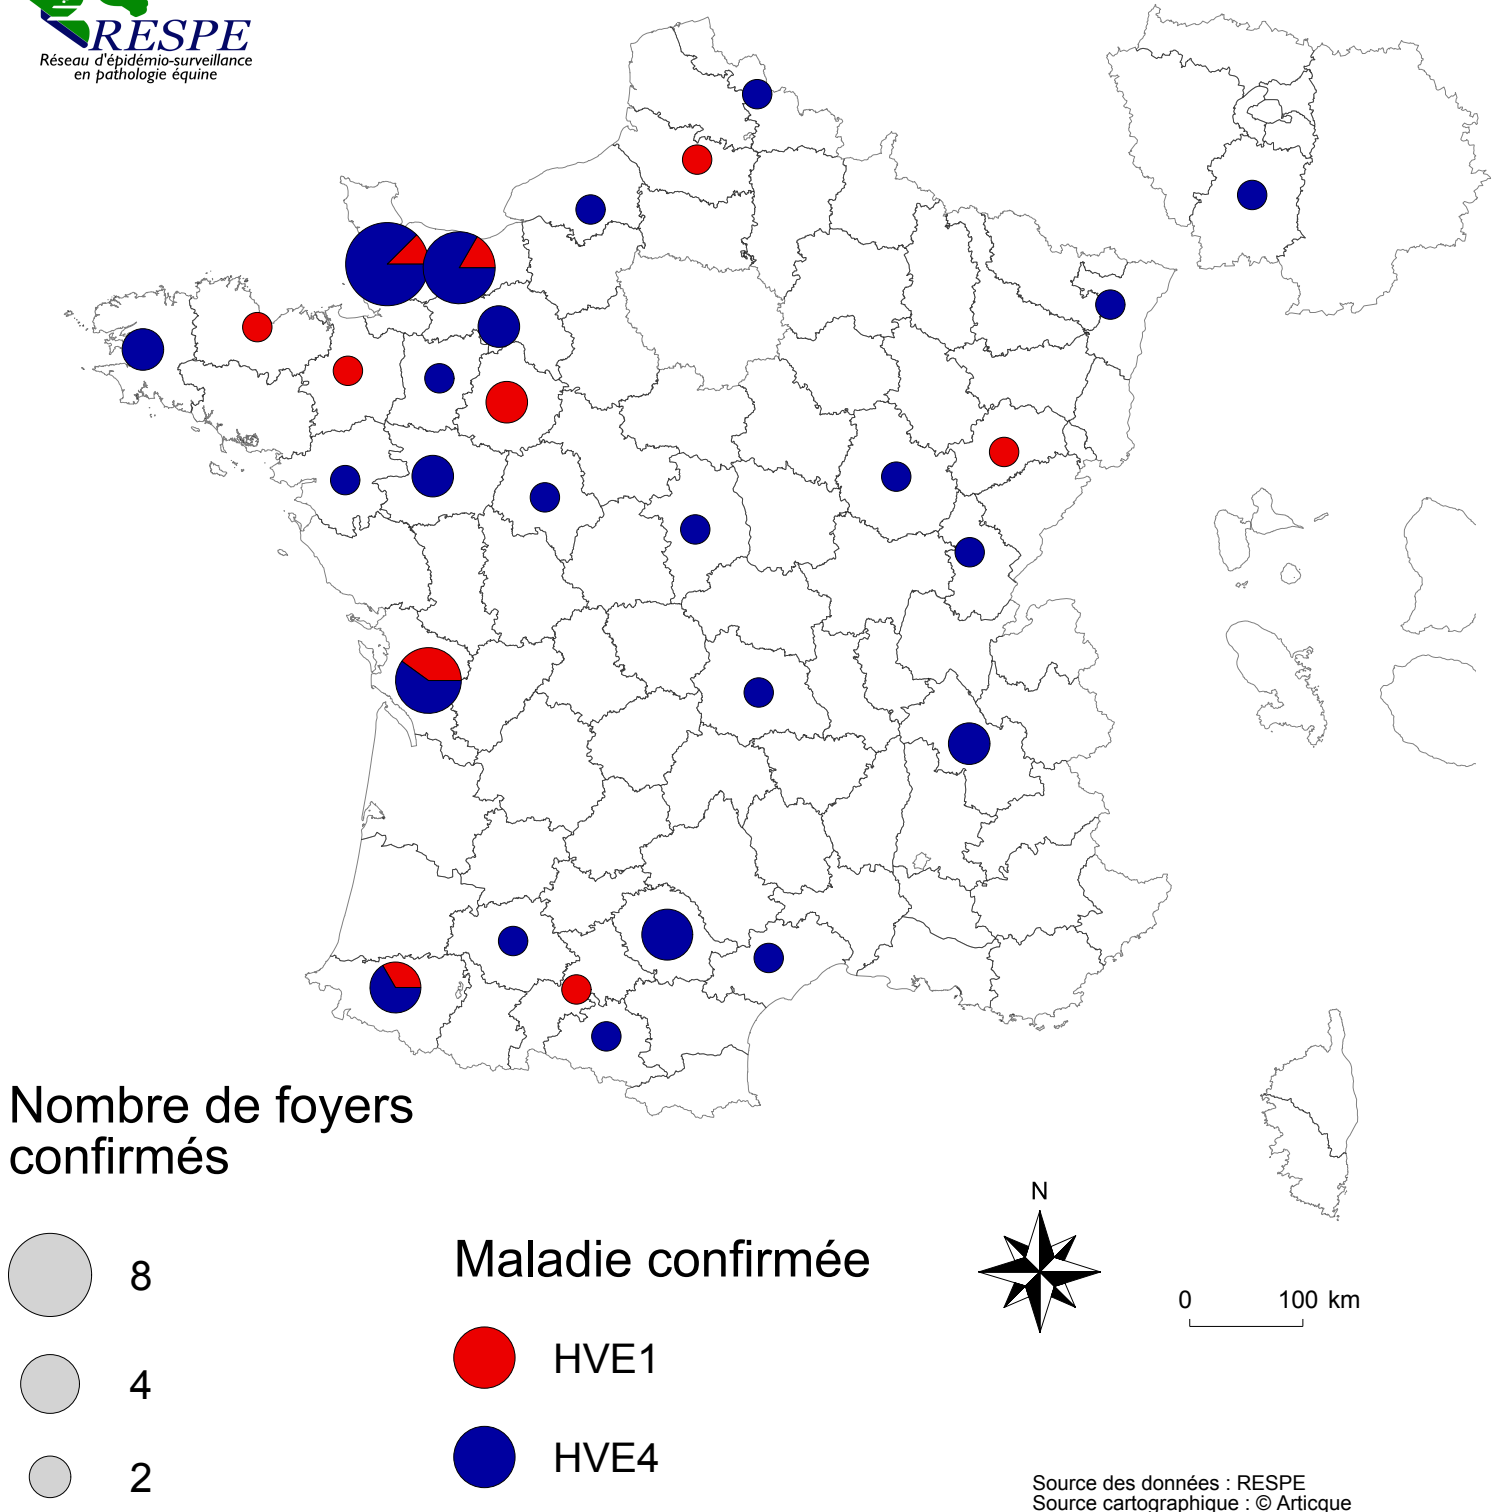 RESPE
Réseau d'épidémio-surveillance
en pathologie équine
Nombre de foyers
confirmés
8
4
2
Maladie confirmée
HVE1
HVE4
N
0 100 km
Source des données : RESPE
Source cartographique : © Articque